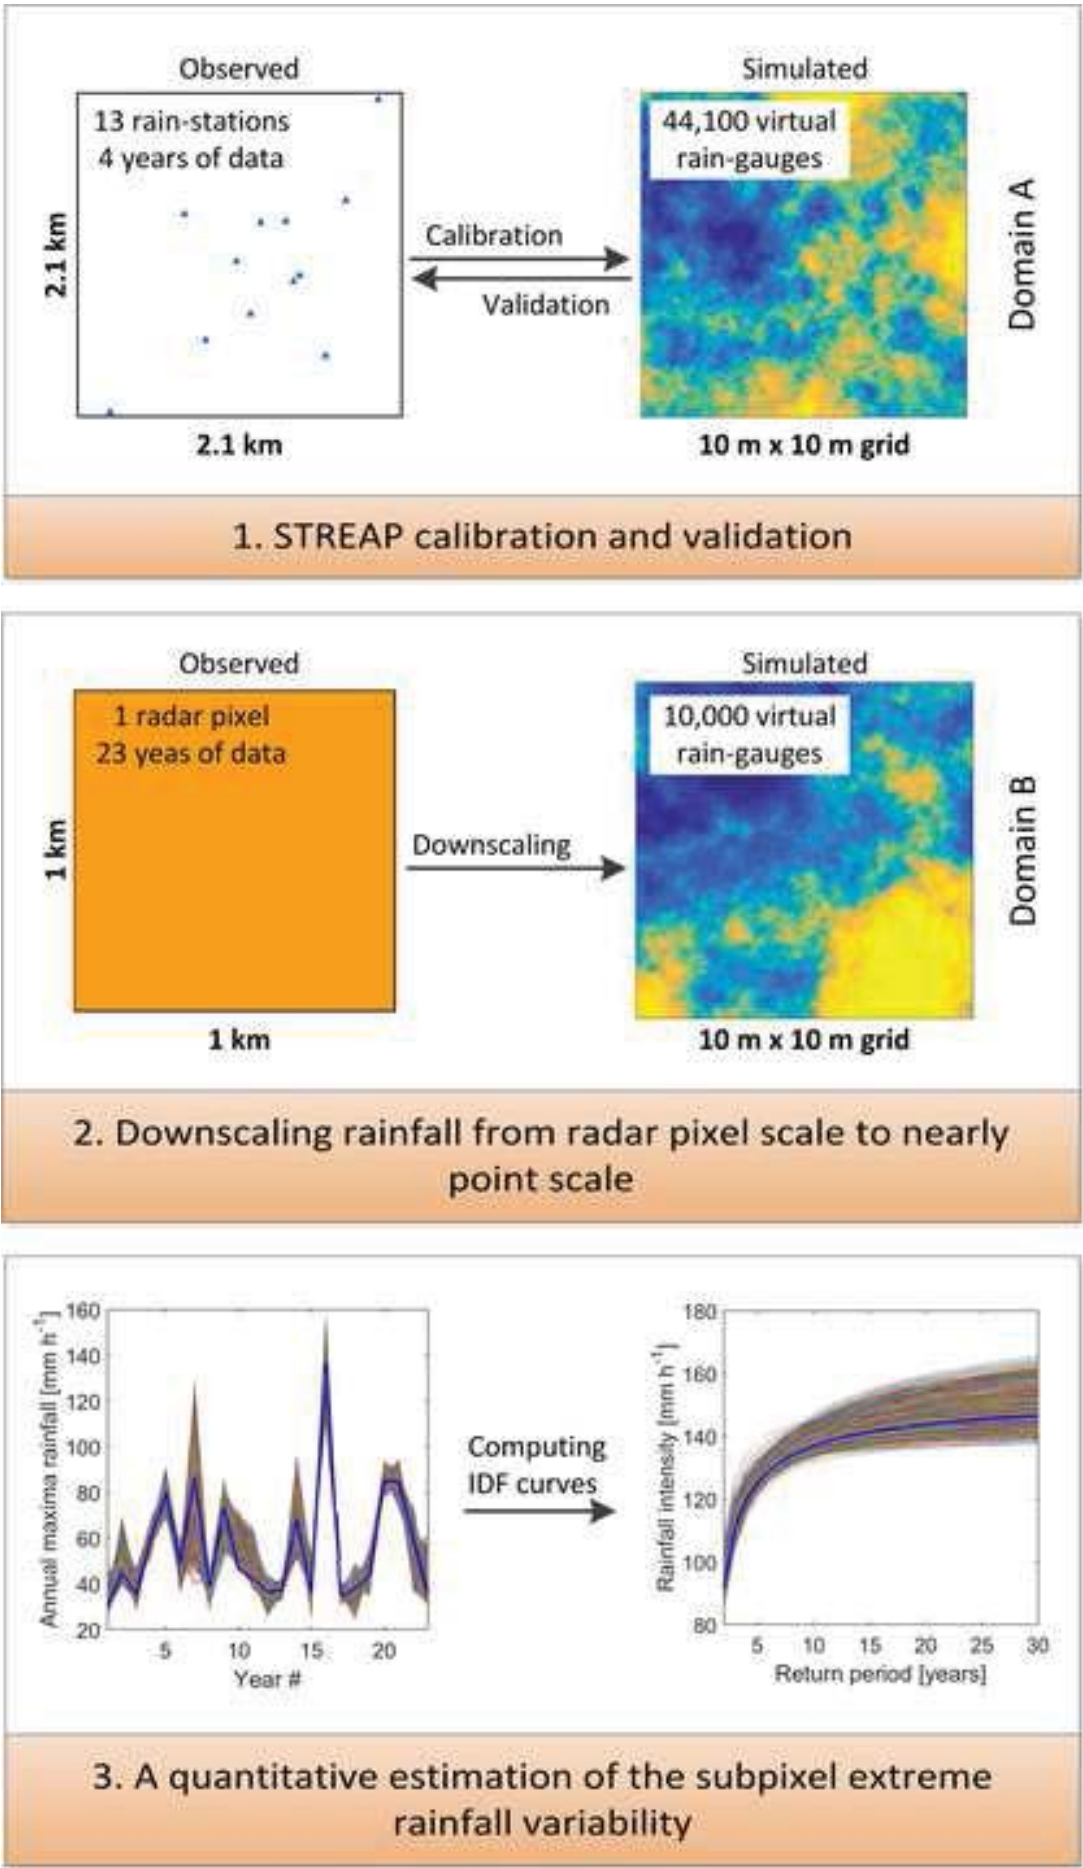 Observed
Simulated
13 rain-stations
4 years of data
44,100 virtual
rain-gauges
2.1 km
Calibration
Validation
Domain A
2.1 km
10 m x 10 m grid
1. STREAP calibration and validation
Observed
Simulated
1 radar pixel
23 yeas of data
10,000 virtual
rain-gauges
1 km
Downscaling
Domain B
1 km
10 m x 10 m grid
2. Downscaling rainfall from radar pixel scale to nearly
point scale
Annual maxima rainfall [mm h⁻¹]
160
140
120
100
80
60
40
20
5
10
15
20
Year #
Computing
IDF curves
Rainfall intensity [mm h⁻¹]
180
160
140
120
100
80
5
10
15
20
25
30
Return period [years]
3. A quantitative estimation of the subpixel extreme
rainfall variability